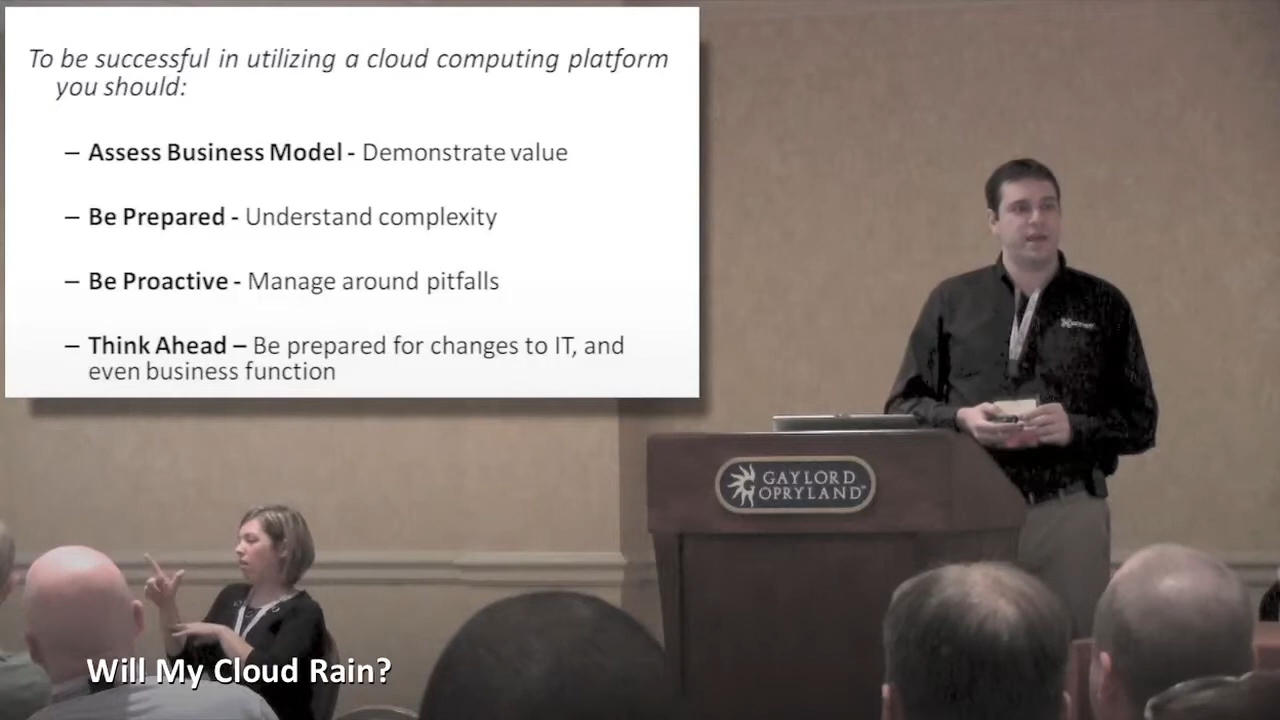 To be successful in utilizing a cloud computing platform
you should:
– Assess Business Model - Demonstrate value
– Be Prepared - Understand complexity
– Be Proactive - Manage around pitfalls
– Think Ahead – Be prepared for changes to IT, and
even business function
GAYLORD
OPRYLAND™
Will My Cloud Rain?